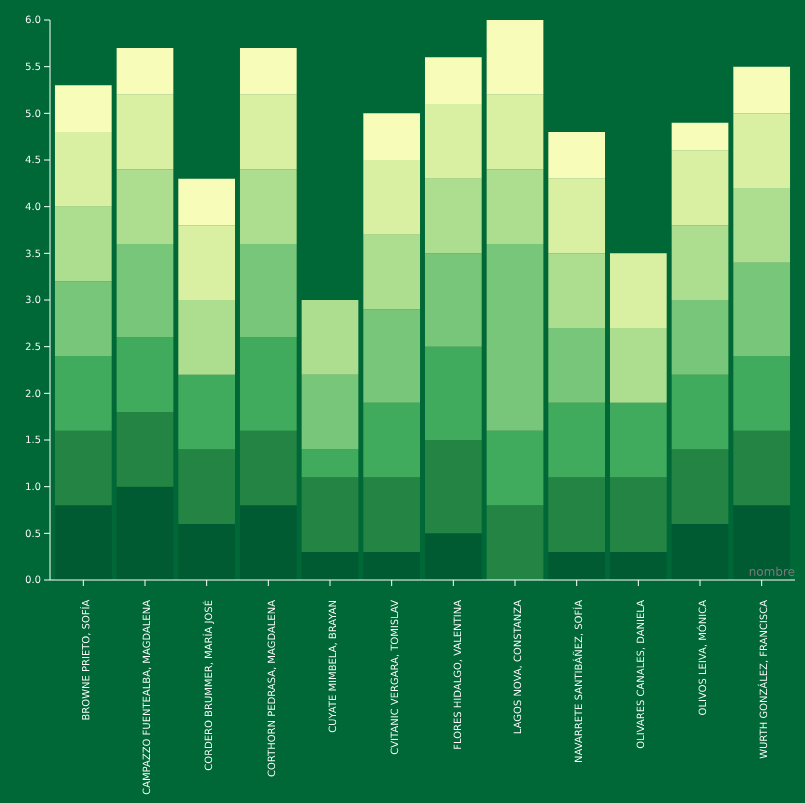 6.0
5.5
5.0
4.5
4.0
3.5
3.0
2.5
2.0
1.5
1.0
0.5
0.0
nombre
BROWNE PRIETO, SOFÍA
CAMPAZZO FUENTEALBA, MAGDALENA
CORDERO BRUMMER, MARÍA JOSÉ
CORTHORN PEDRASA, MAGDALENA
CUYATE MIMBELA, BRAYAN
CVITANIC VERGARA, TOMISLAV
FLORES HIDALGO, VALENTINA
LAGOS NOVA, CONSTANZA
NAVARRETE SANTIBÁÑEZ, SOFÍA
OLIVARES CANALES, DANIELA
OLIVOS LEIVA, MÓNICA
WURTH GONZÁLEZ, FRANCISCA